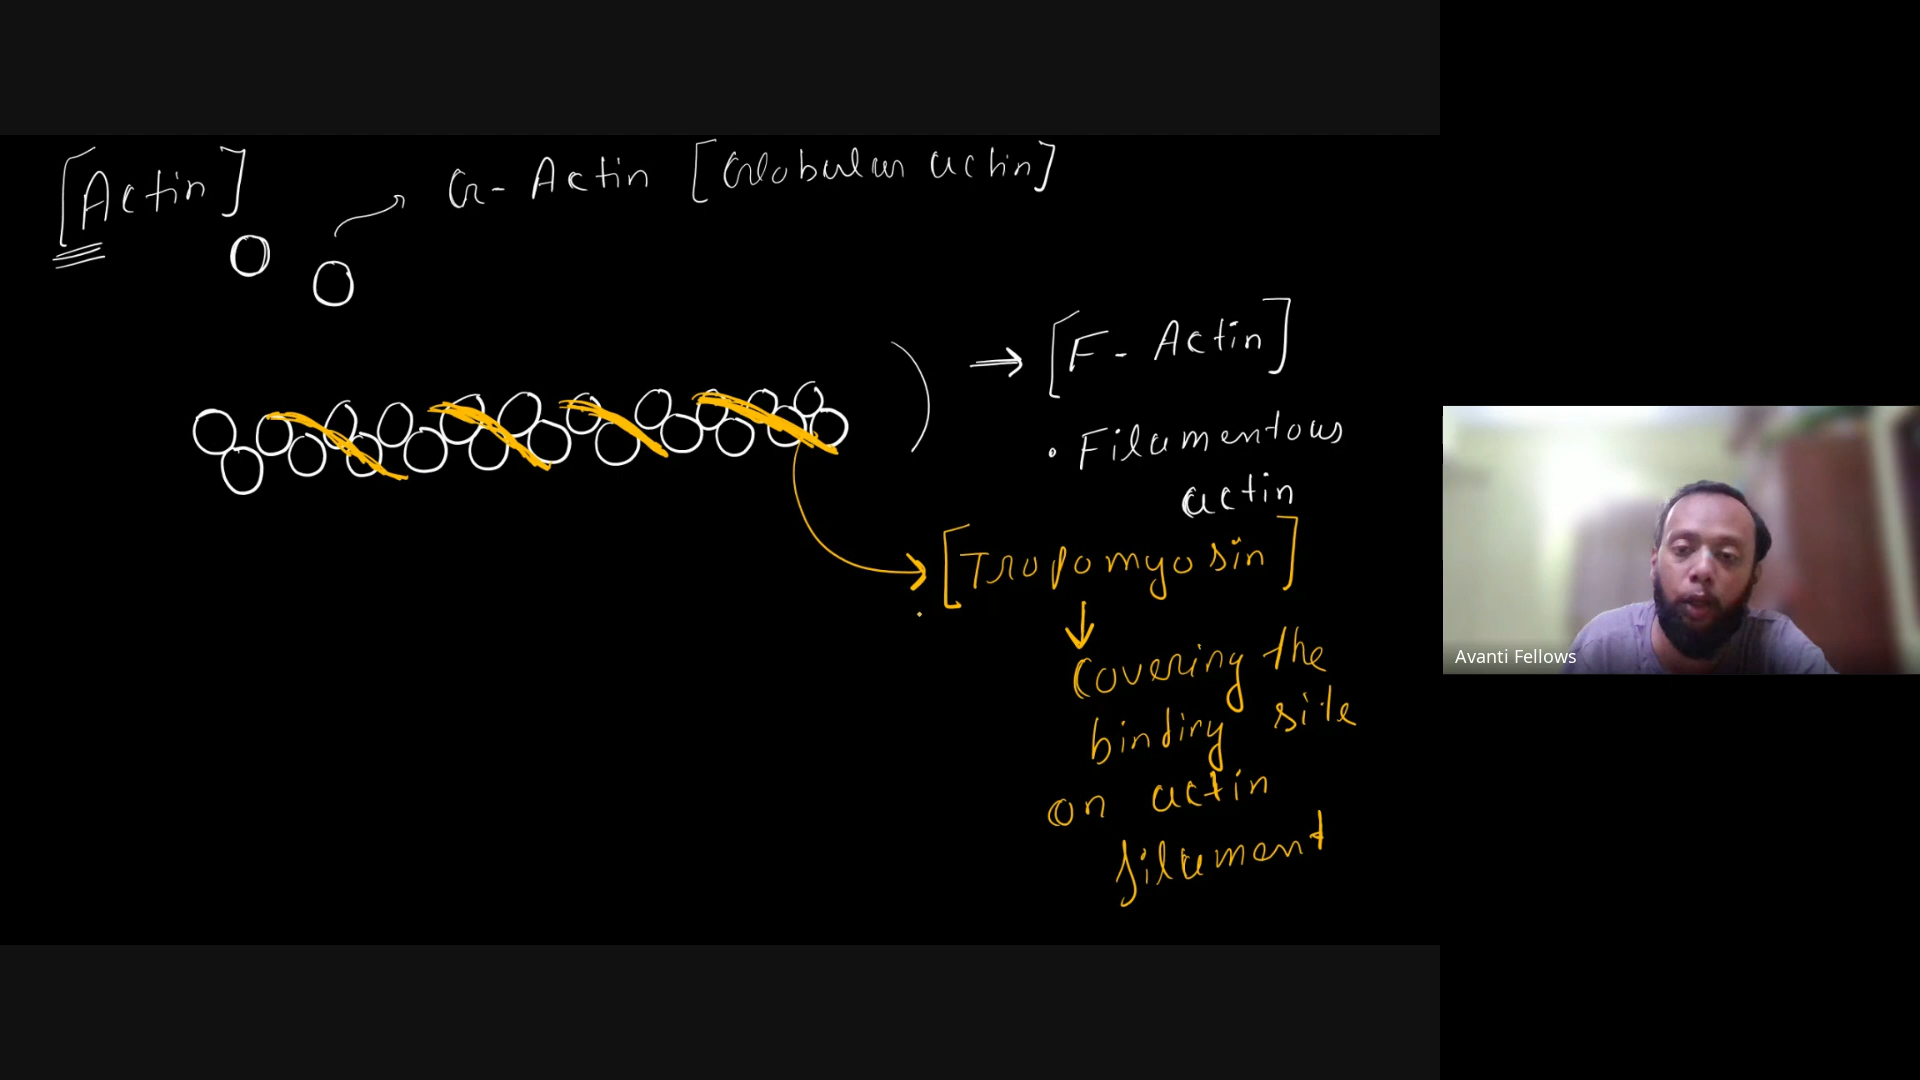 [Actin]
G-Actin [Globular actin]
⇒ [F-Actin]
• Filamentous
actin
[Tropomyosin]
↓
Covering the
binding site
on actin
filament
Avanti Fellows